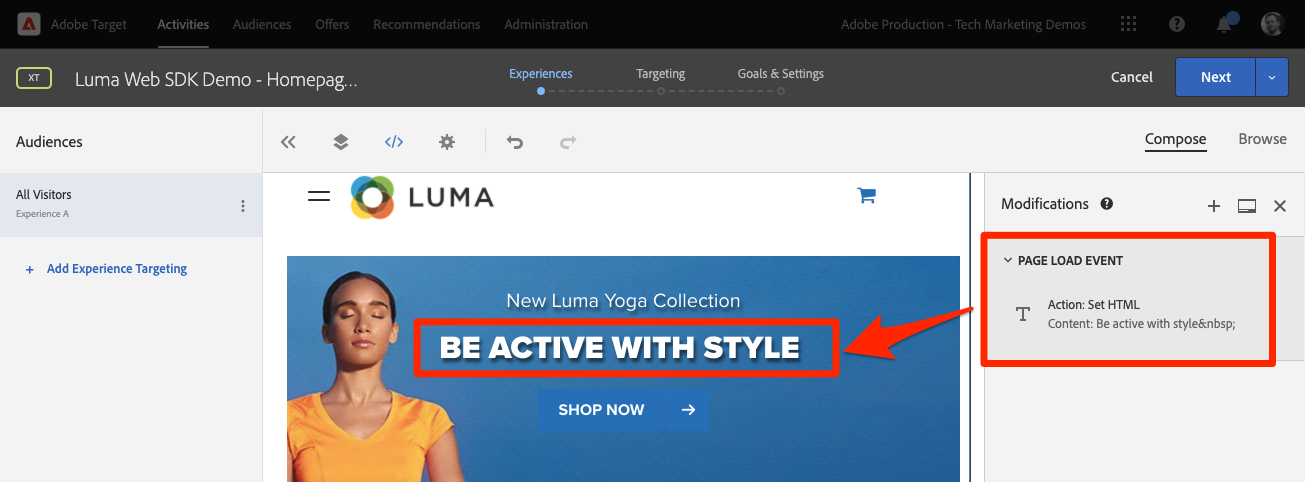 Adobe Target Activities Audiences Offers Recommendations Administration Adobe Production - Tech Marketing Demos
XT Luma Web SDK Demo - Homepag... Experiences Targeting Goals & Settings Cancel Next
Audiences
</> Compose Browse
All Visitors
Experience A
+ Add Experience Targeting
LUMA
New Luma Yoga Collection
BE ACTIVE WITH STYLE
SHOP NOW
Modifications
PAGE LOAD EVENT
Action: Set HTML
Content: Be active with style&nbsp;